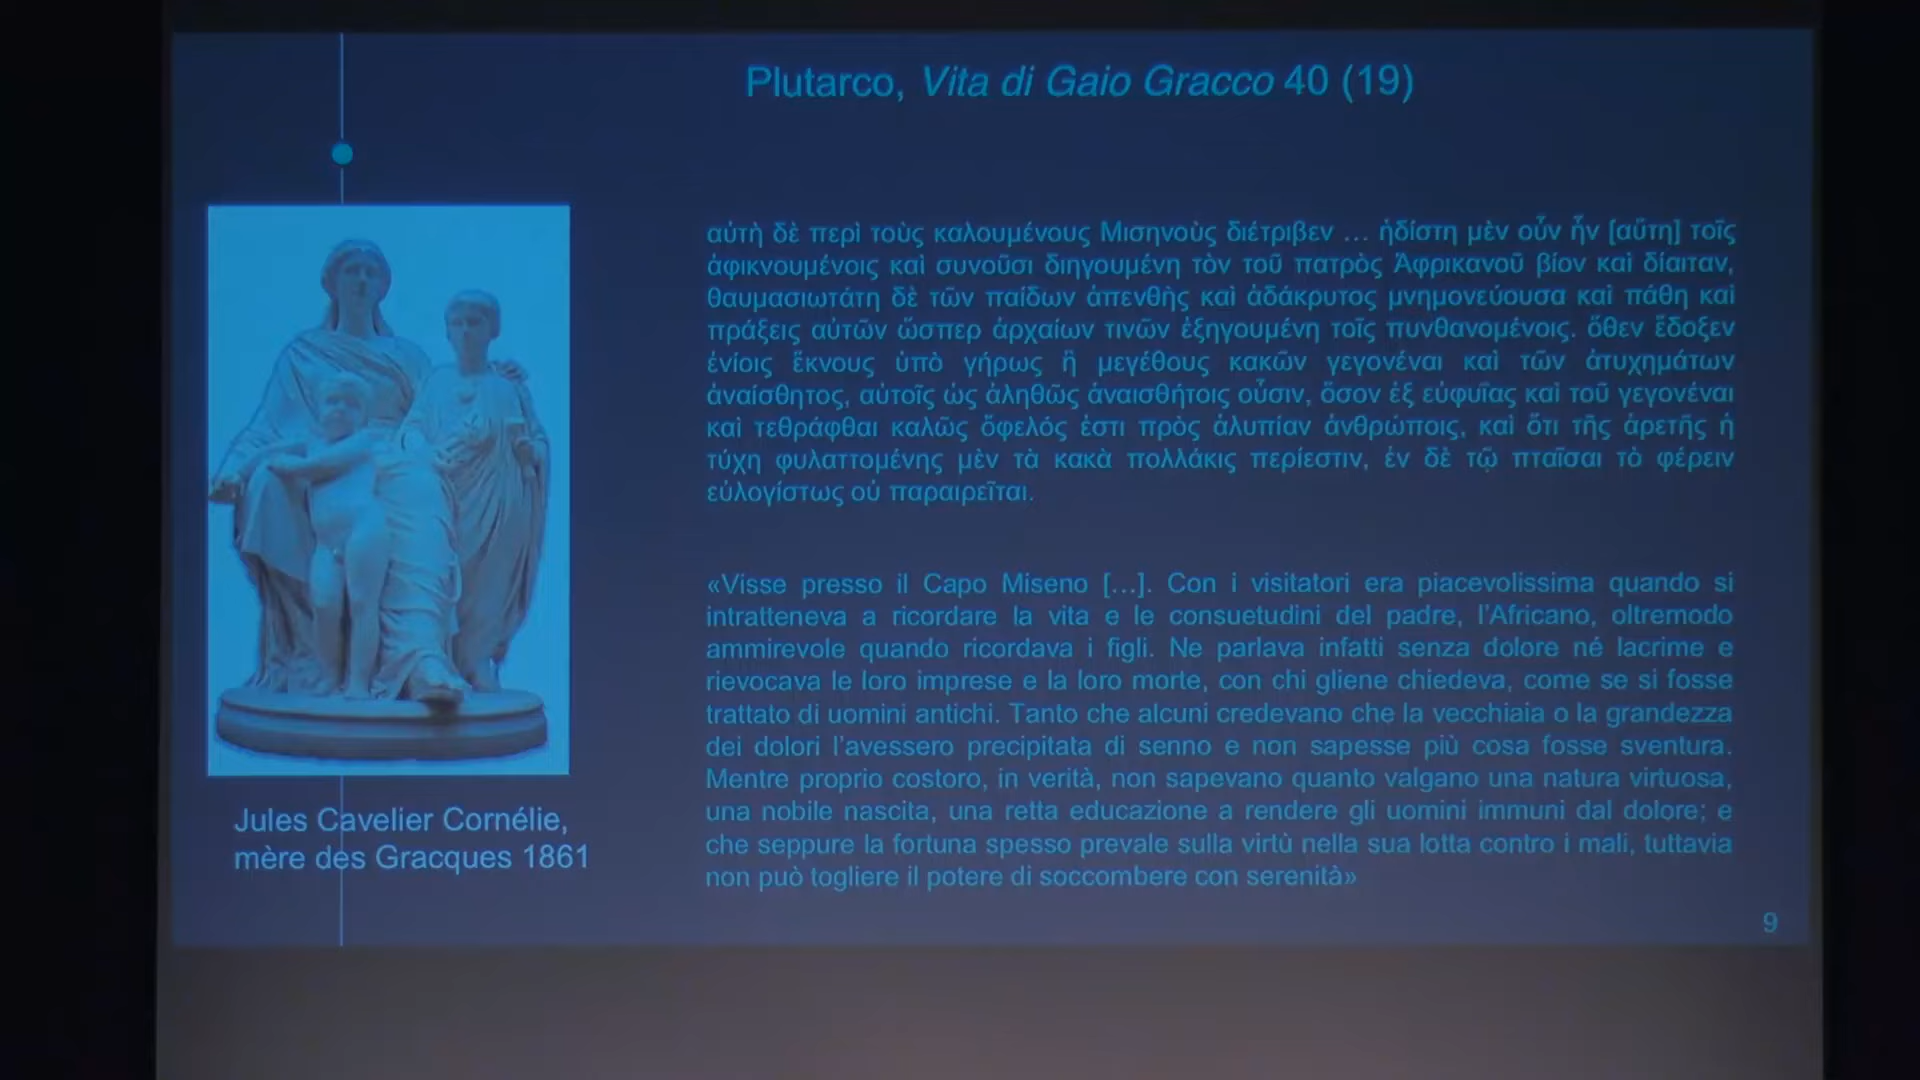 Plutarco, Vita di Gaio Gracco 40 (19)
αὐτὴ δὲ περὶ τοὺς καλουμένους Μισηνοὺς διέτριβεν ... ἡδίστη μὲν οὖν ἦν [αὕτη] τοῖς
ἀφικνουμένοις καὶ συνοῦσι διηγουμένη τὸν τοῦ πατρὸς Ἀφρικανοῦ βίον καὶ δίαιταν,
θαυμασιωτάτη δὲ τῶν παίδων ἀπενθὴς καὶ ἀδάκρυτος μνημονεύουσα καὶ πάθη καὶ
πράξεις αὐτῶν ὥσπερ ἀρχαίων τινῶν ἐξηγουμένη τοῖς πυνθανομένοις. ὅθεν ἔδοξεν
ἐνίοις ἔκνους ὑπὸ γήρως ἢ μεγέθους κακῶν γεγονέναι καὶ τῶν ἀτυχημάτων
ἀναίσθητος, αὐτοῖς ὡς ἀληθῶς ἀναισθήτοις οὖσιν, ὅσον ἐξ εὐφυΐας καὶ τοῦ γεγονέναι
καὶ τεθράφθαι καλῶς ὄφελός ἐστι πρὸς ἀλυπίαν ἀνθρώποις, καὶ ὅτι τῆς ἀρετῆς ἡ
τύχη φυλαττομένης μὲν τὰ κακὰ πολλάκις περίεστιν, ἐν δὲ τῷ πταῖσαι τὸ φέρειν
εὐλογίστως οὐ παραιρεῖται.
«Visse presso il Capo Miseno [...]. Con i visitatori era piacevolissima quando si
intratteneva a ricordare la vita e le consuetudini del padre, l'Africano, oltremodo
ammirevole quando ricordava i figli. Ne parlava infatti senza dolore né lacrime e
rievocava le loro imprese e la loro morte, con chi gliene chiedeva, come se si fosse
trattato di uomini antichi. Tanto che alcuni credevano che la vecchiaia o la grandezza
dei dolori l'avessero precipitata di senno e non sapesse più cosa fosse sventura.
Mentre proprio costoro, in verità, non sapevano quanto valgano una natura virtuosa,
una nobile nascita, una retta educazione a rendere gli uomini immuni dal dolore; e
che seppure la fortuna spesso prevale sulla virtù nella sua lotta contro i mali, tuttavia
non può togliere il potere di soccombere con serenità»
Jules Cavelier Cornélie,
mère des Gracques 1861
9